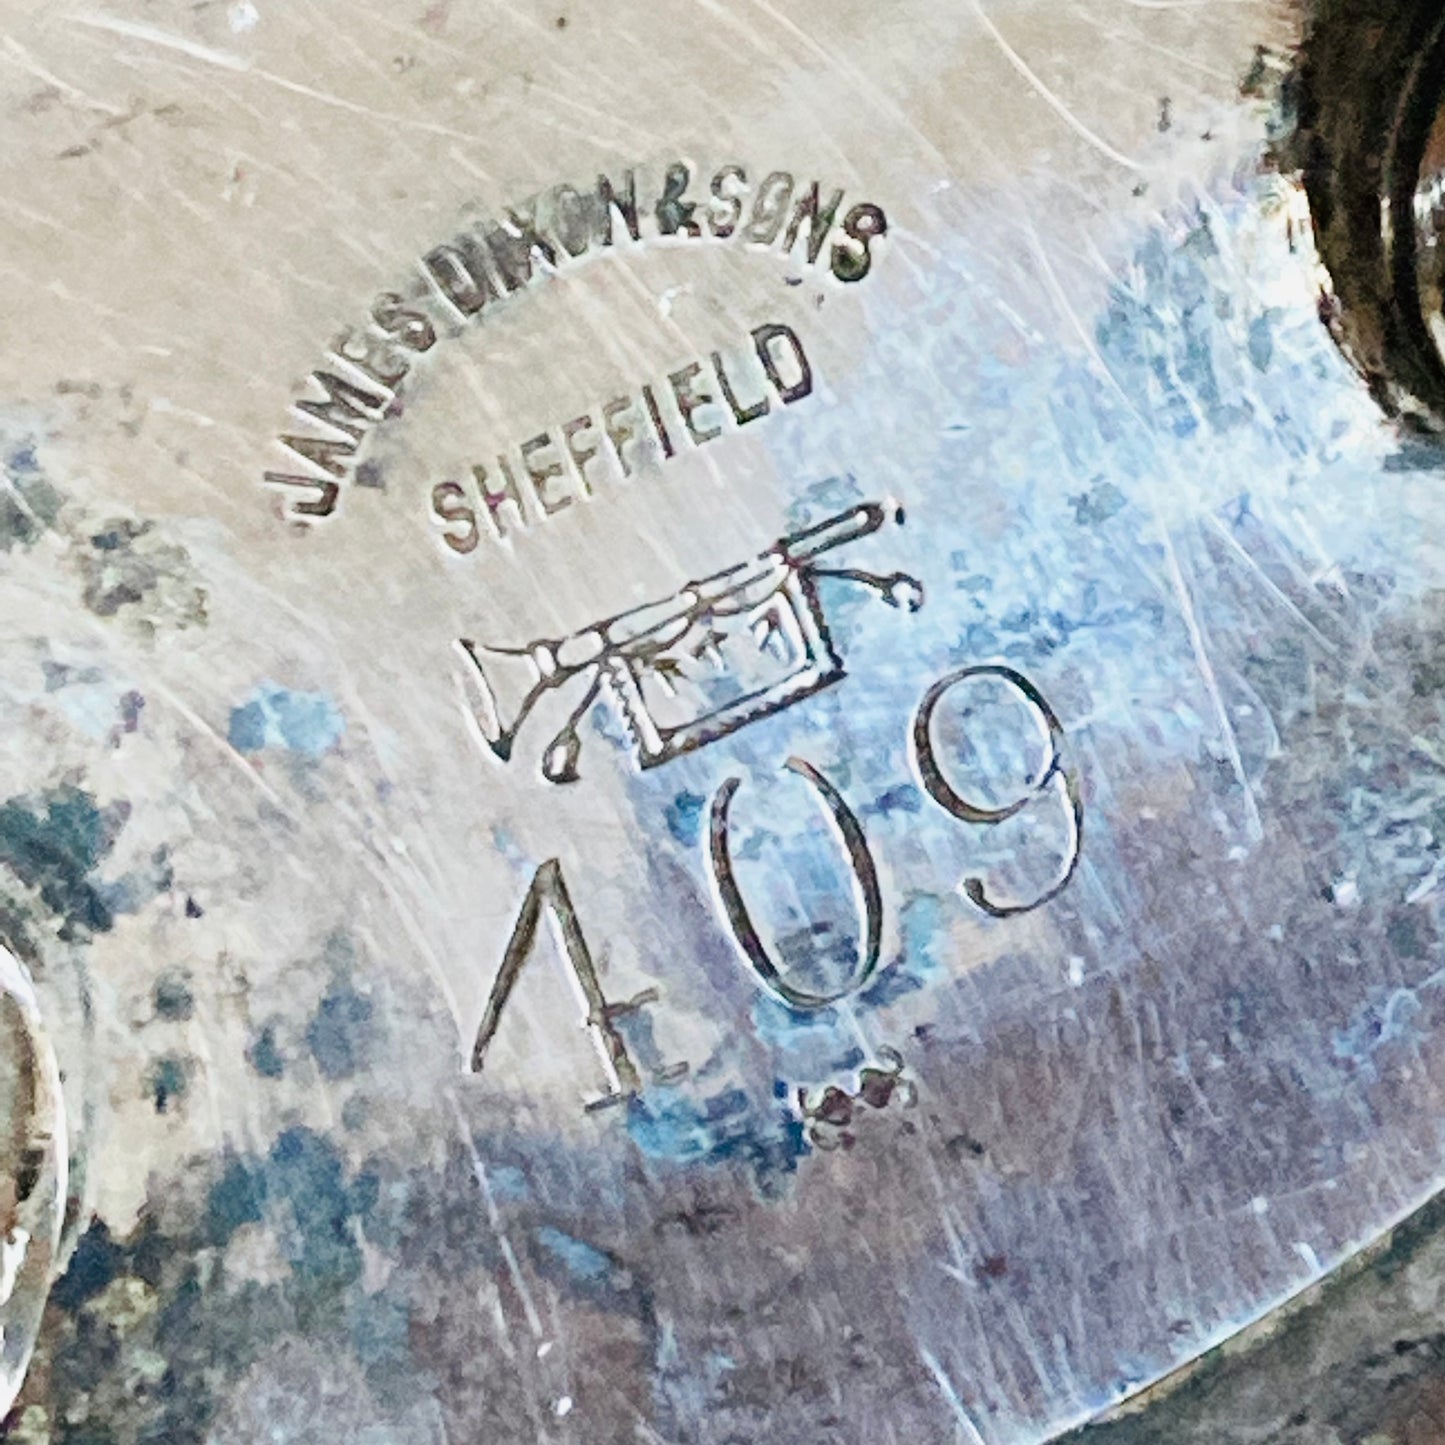 JAMES DIXON & SONS
SHEFFIELD
409